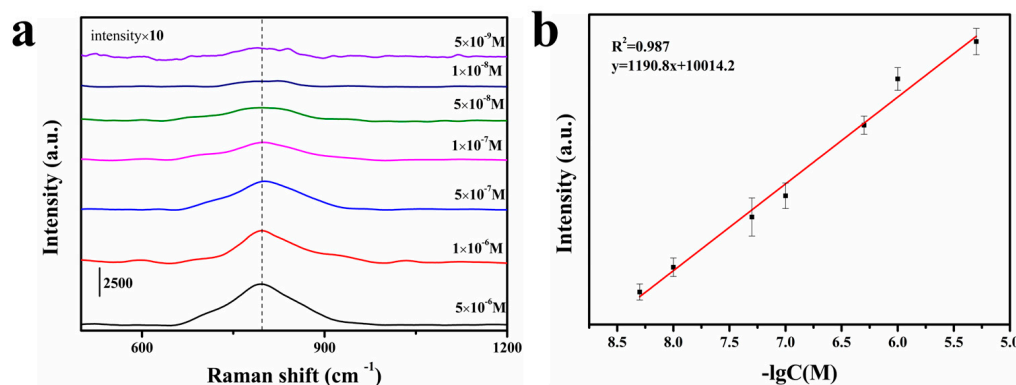 a
intensity×10
5×10⁻⁹M
1×10⁻⁸M
5×10⁻⁸M
1×10⁻⁷M
5×10⁻⁷M
1×10⁻⁶M
5×10⁻⁶M
2500
Intensity (a.u.)
600 900 1200
Raman shift (cm ⁻¹)
b
R²=0.987
y=1190.8x+10014.2
Intensity (a.u.)
8.5 8.0 7.5 7.0 6.5 6.0 5.5 5.0
-lgC(M)